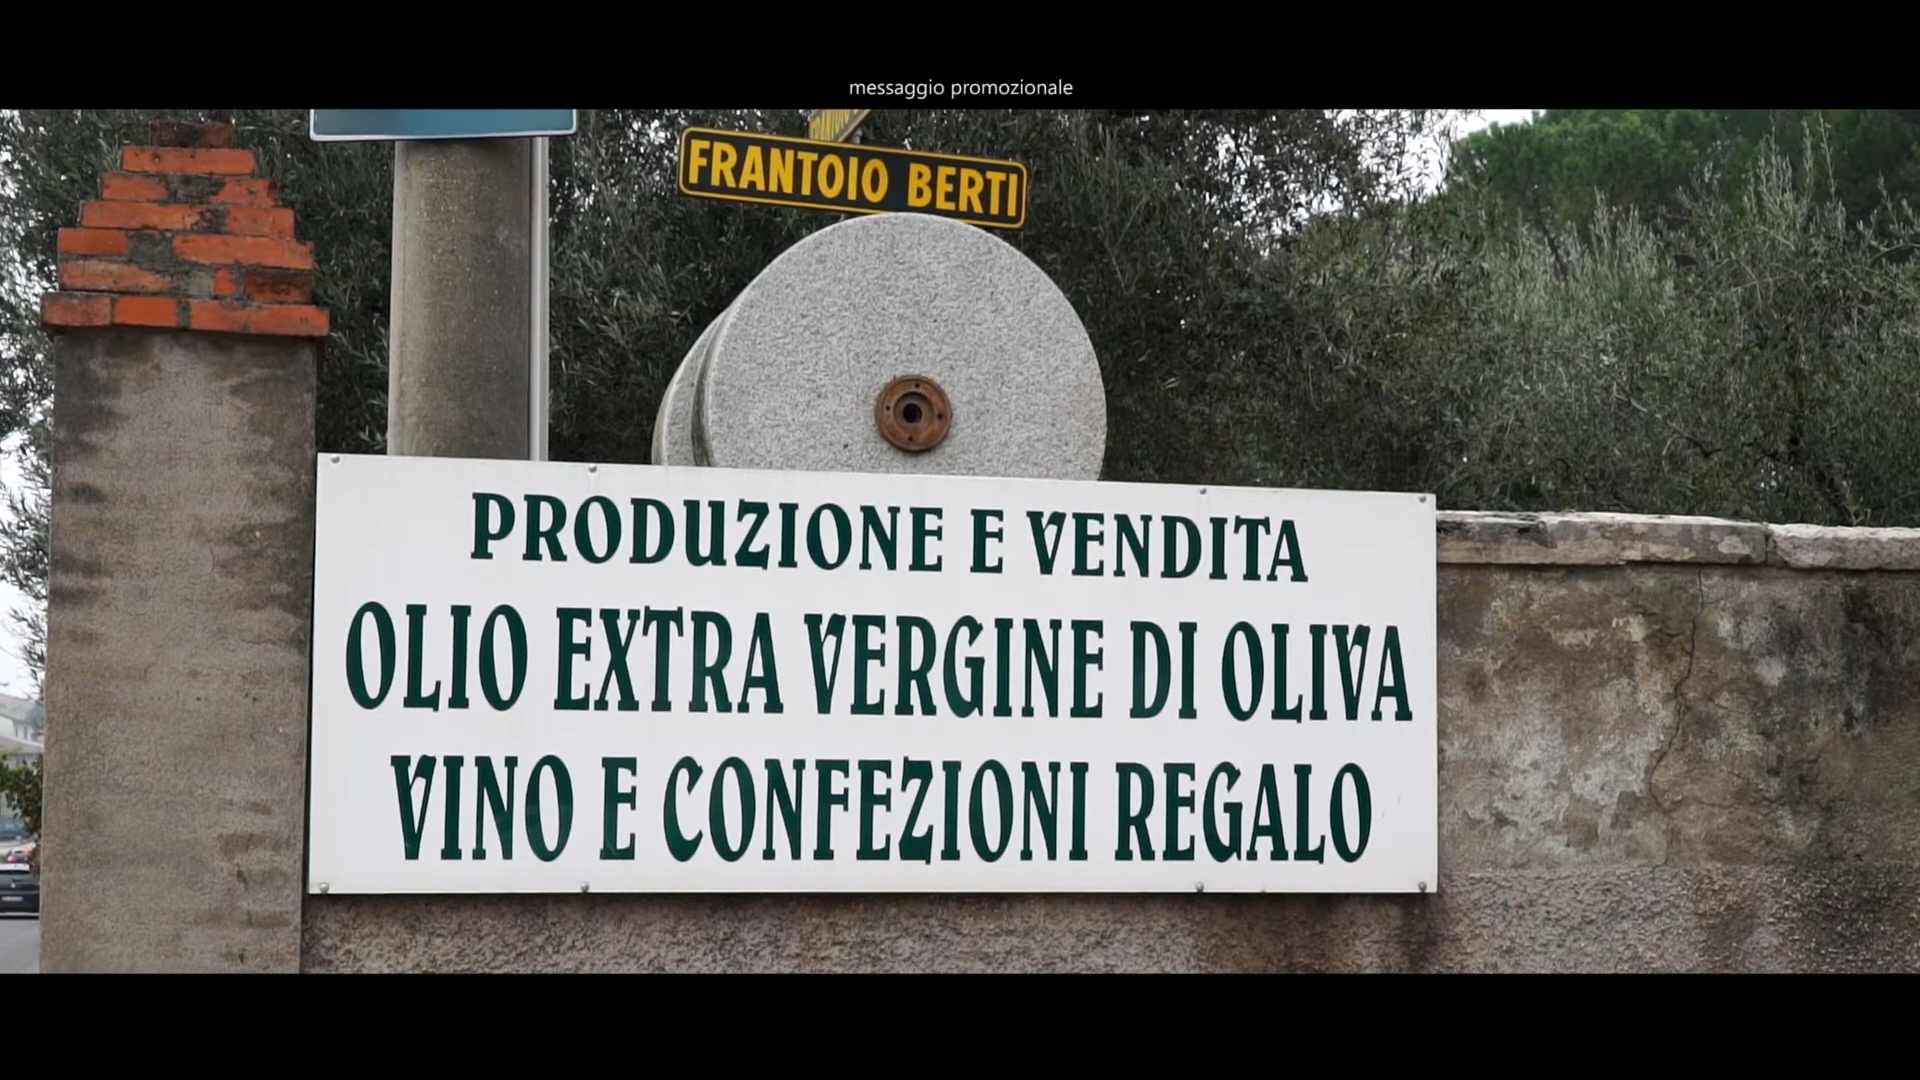 messaggio promozionale
FRANTOIO BERTI
PRODUZIONE E VENDITA
OLIO EXTRA VERGINE DI OLIVA
VINO E CONFEZIONI REGALO